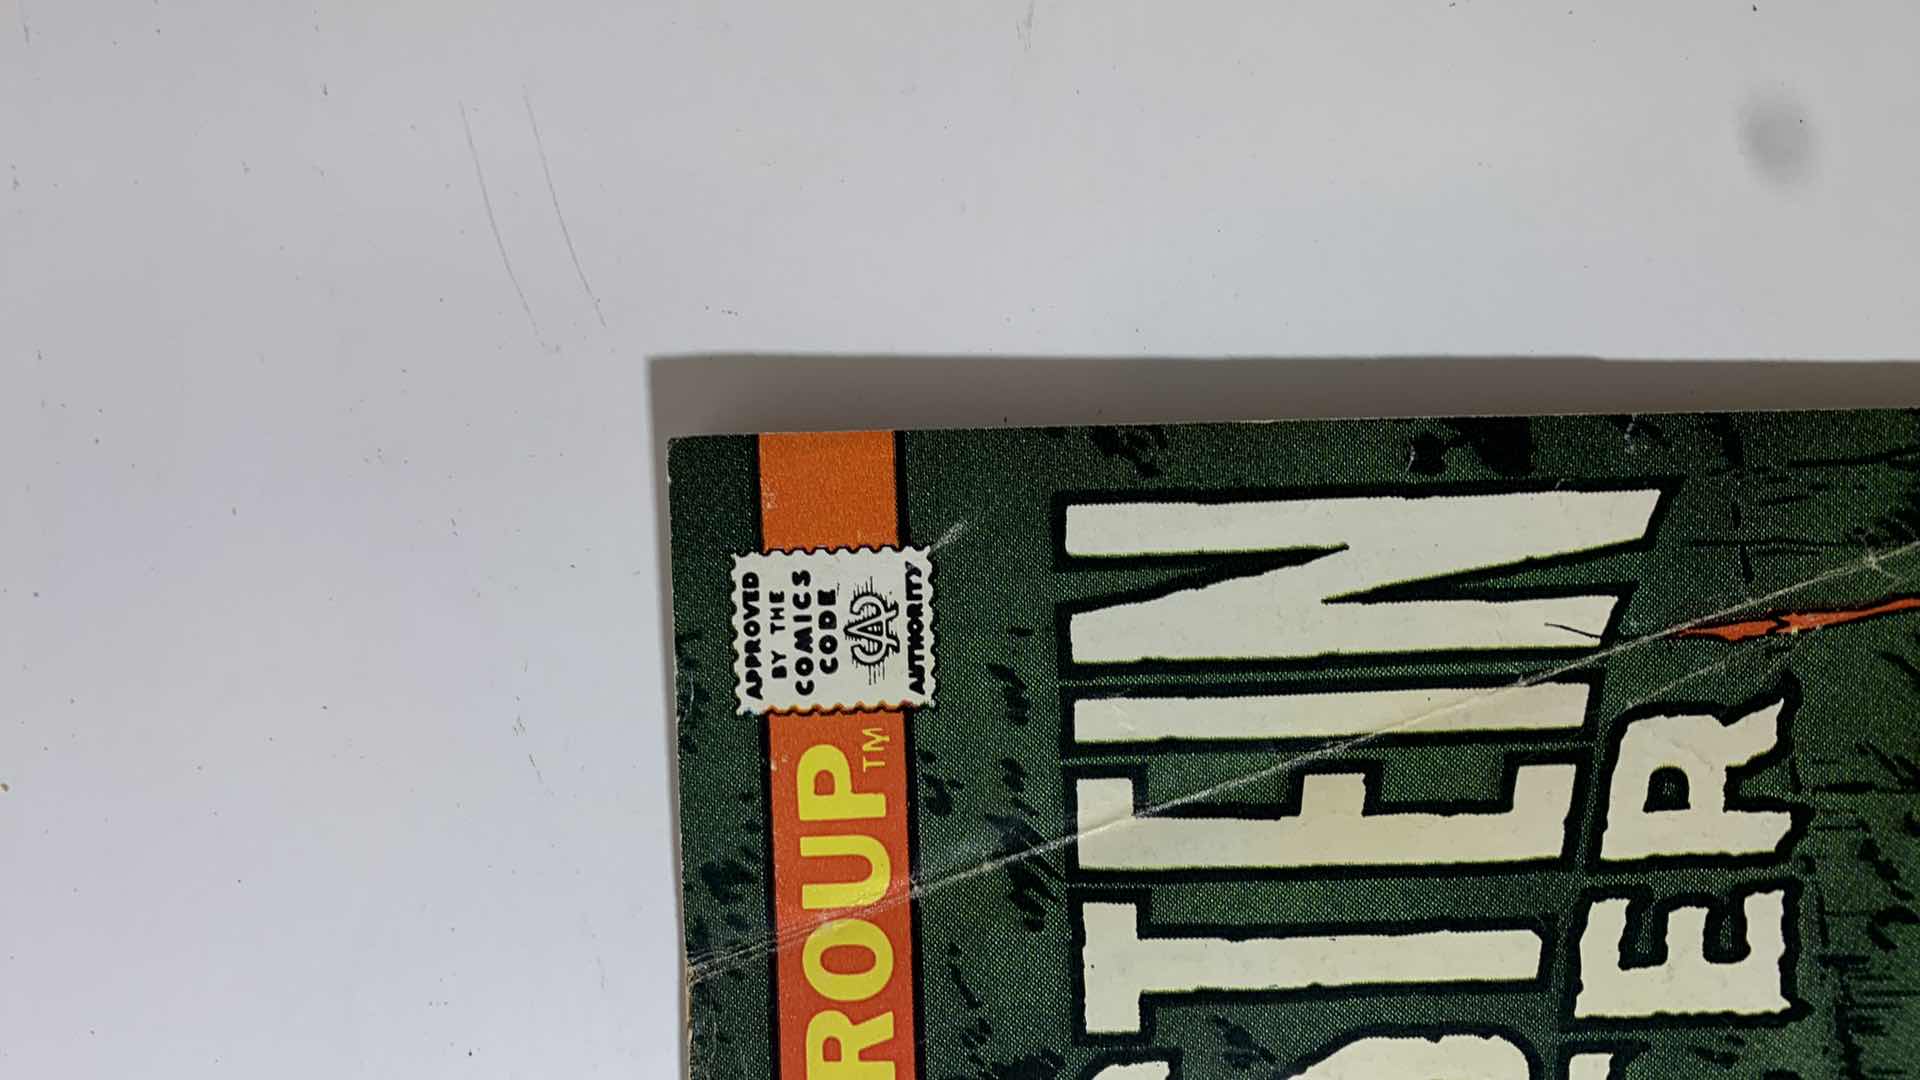 ROUP™
APPROVED
BY THE
COMICS
CODE
CA
AUTHORITY
STEIN
ER